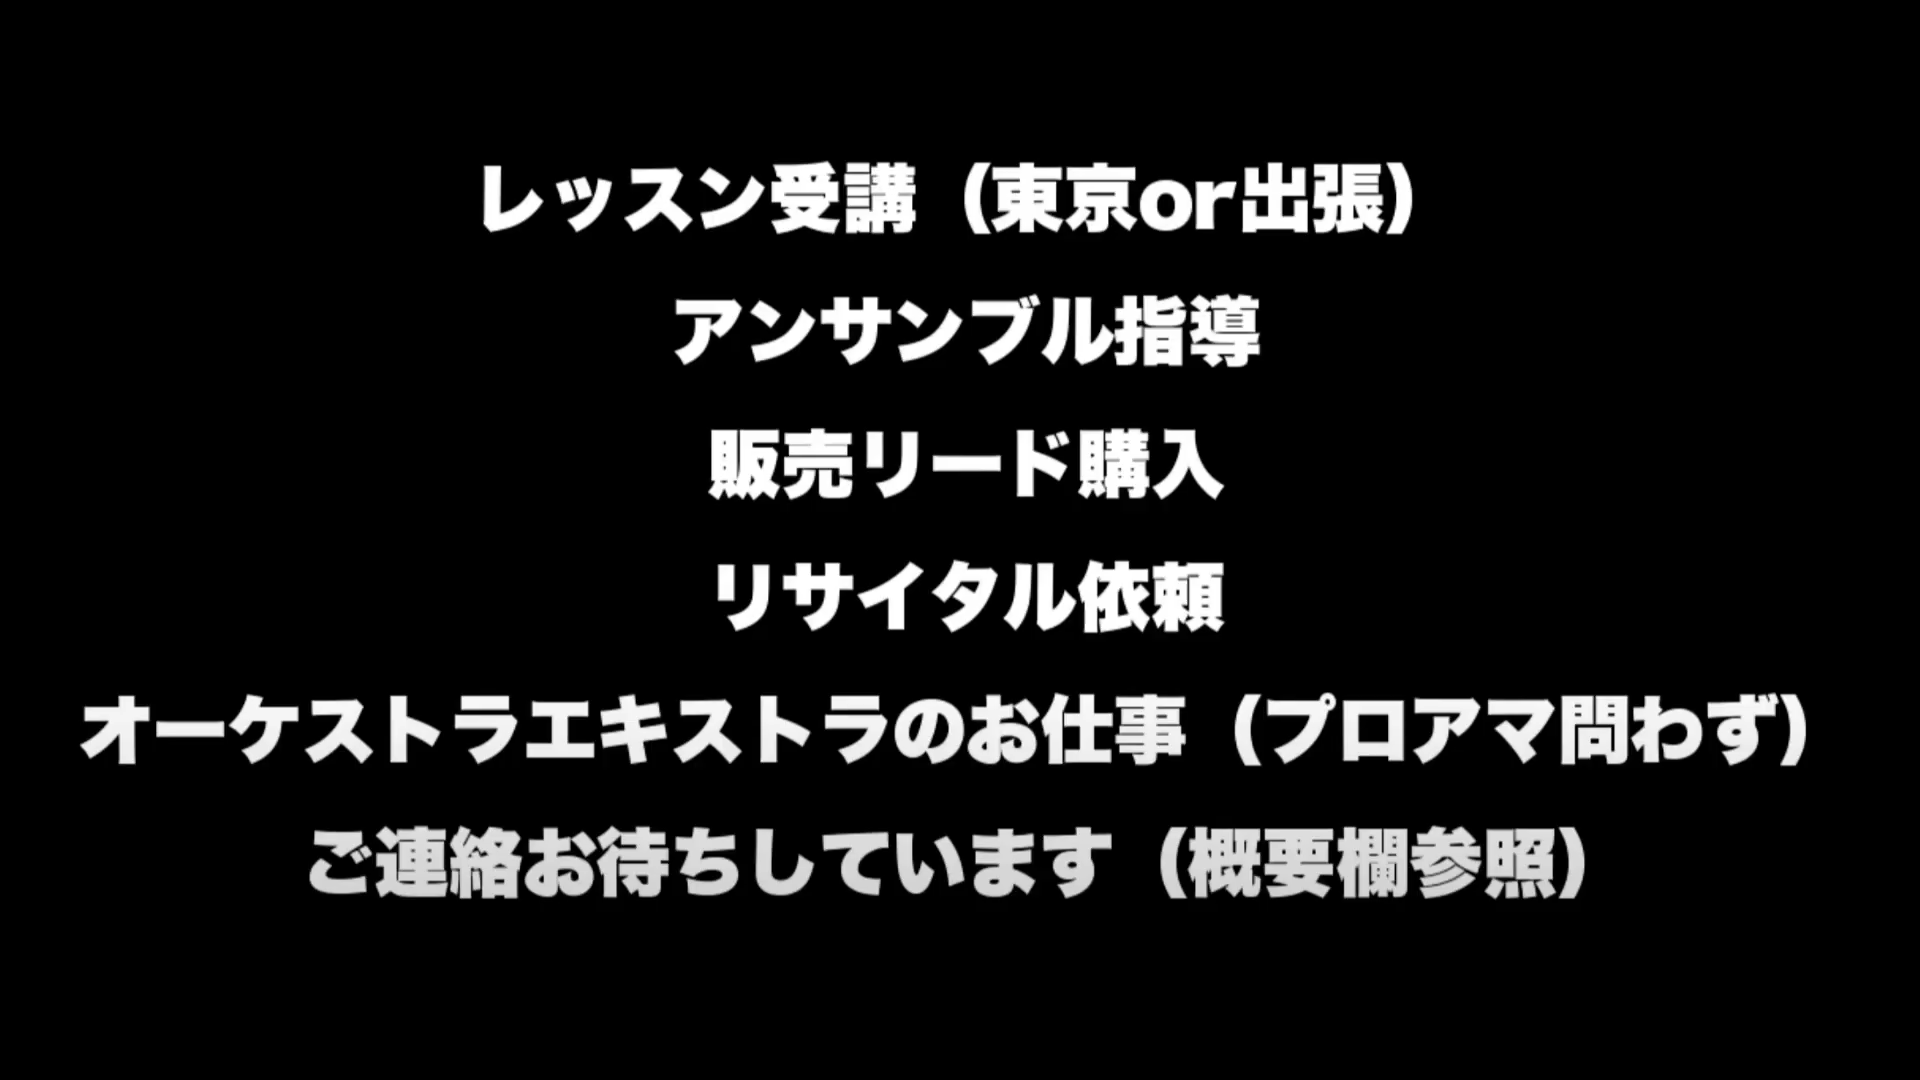 レッスン受講（東京or出張）
アンサンブル指導
販売リード購入
リサイタル依頼
オーケストラエキストラのお仕事（プロアマ問わず）
ご連絡お待ちしています（概要欄参照）